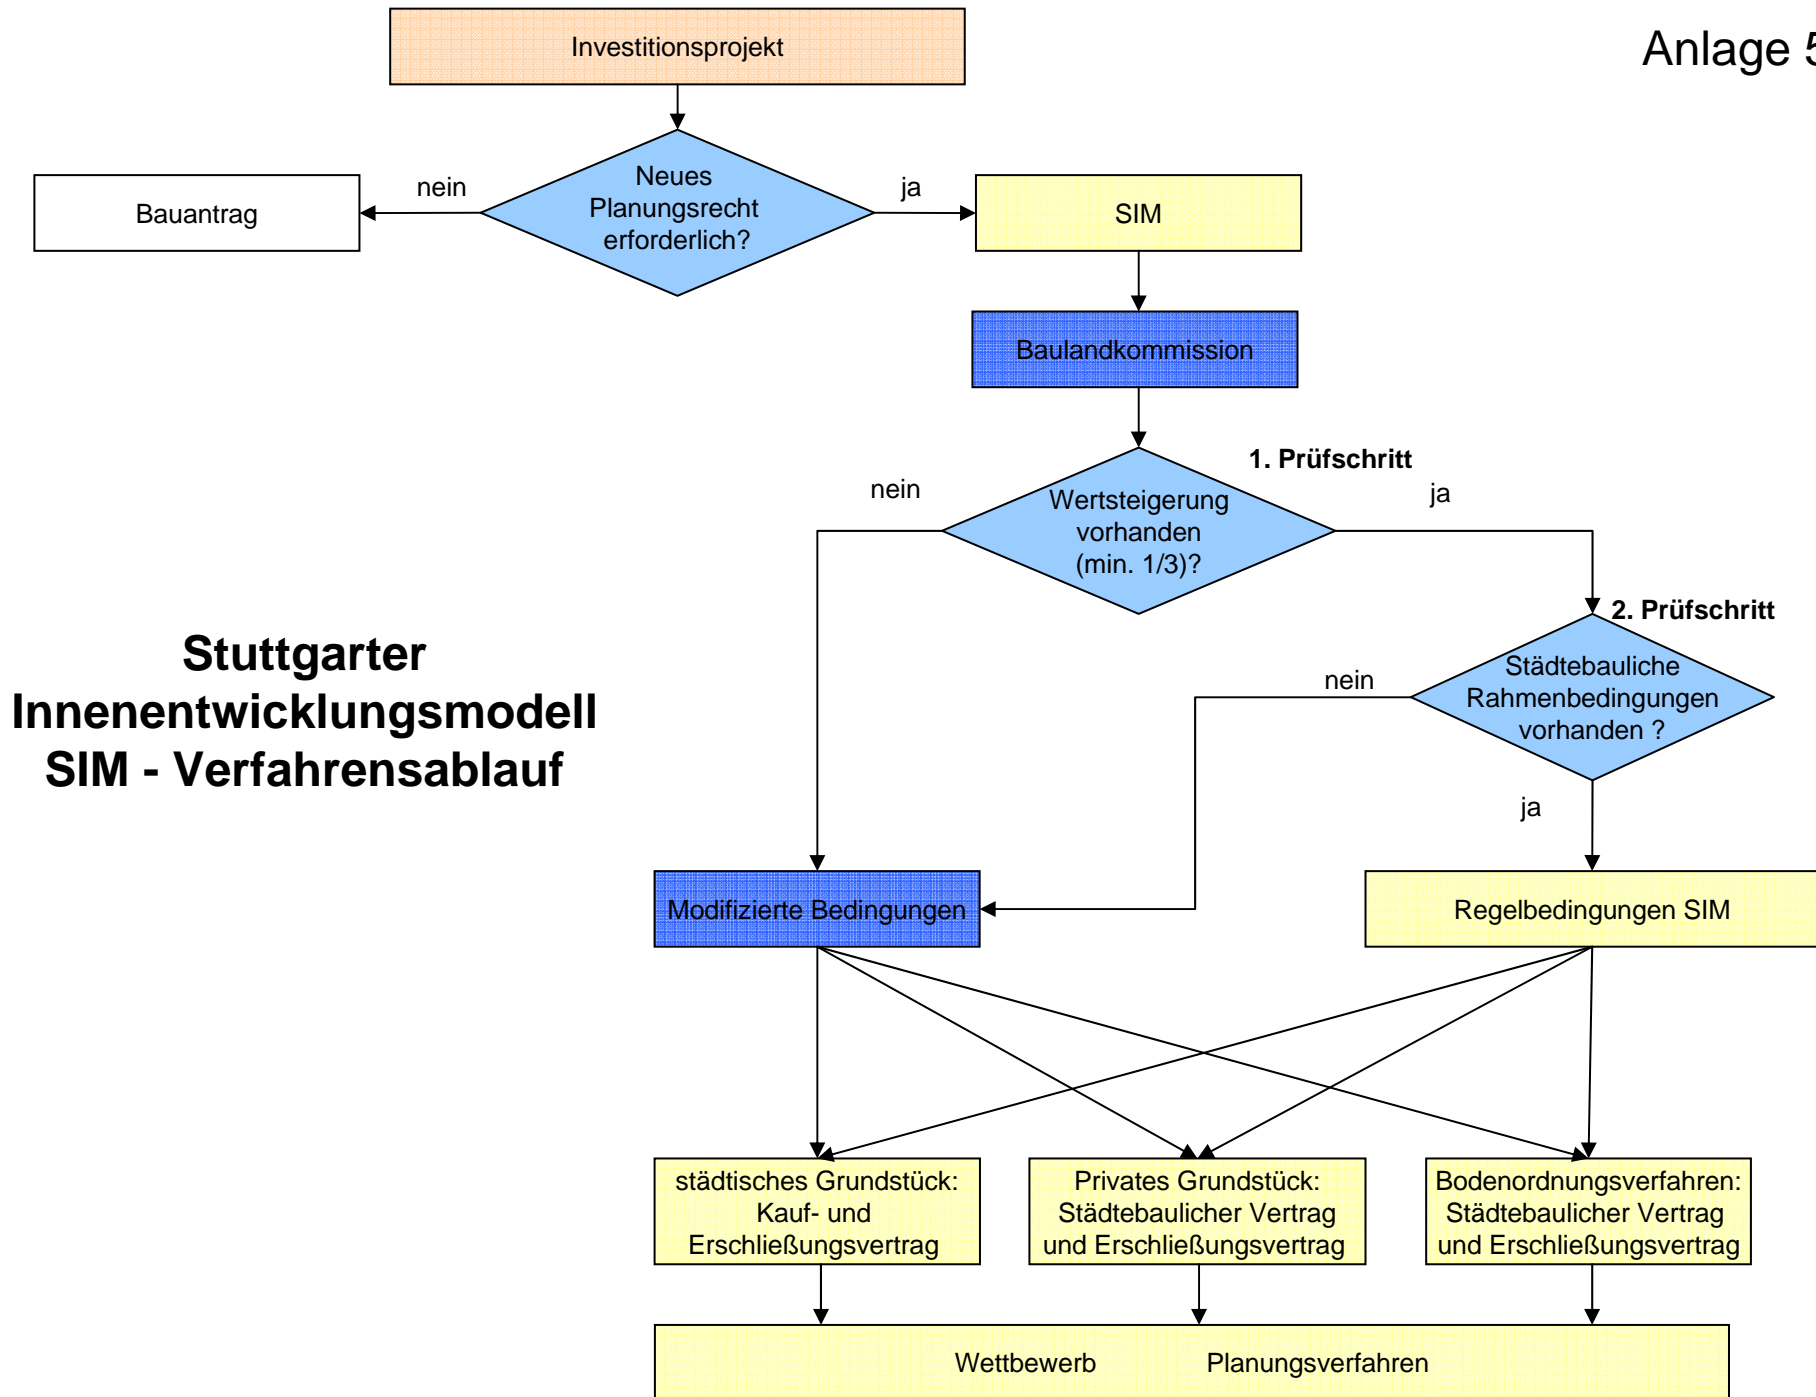 Anlage 5
Investitionsprojekt
Neues
Planungsrecht
erforderlich?
nein
ja
Bauantrag
SIM
Baulandkommission
1. Prüfschritt
Wertsteigerung
vorhanden
(min. 1/3)?
nein
ja
2. Prüfschritt
Städtebauliche
Rahmenbedingungen
vorhanden ?
nein
ja
Stuttgarter
Innenentwicklungsmodell
SIM - Verfahrensablauf
Modifizierte Bedingungen
Regelbedingungen SIM
städtisches Grundstück:
Kauf- und
Erschließungsvertrag
Privates Grundstück:
Städtebaulicher Vertrag
und Erschließungsvertrag
Bodenordnungsverfahren:
Städtebaulicher Vertrag
und Erschließungsvertrag
Wettbewerb Planungsverfahren